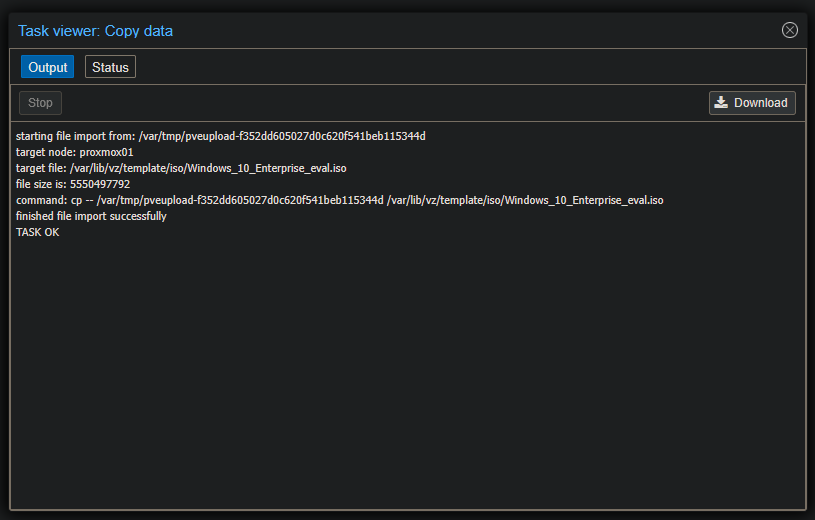 Task viewer: Copy data
Output Status
Stop Download
starting file import from: /var/tmp/pveupload-f352dd605027d0c620f541beb115344d
target node: proxmox01
target file: /var/lib/vz/template/iso/Windows_10_Enterprise_eval.iso
file size is: 5550497792
command: cp -- /var/tmp/pveupload-f352dd605027d0c620f541beb115344d /var/lib/vz/template/iso/Windows_10_Enterprise_eval.iso
finished file import successfully
TASK OK